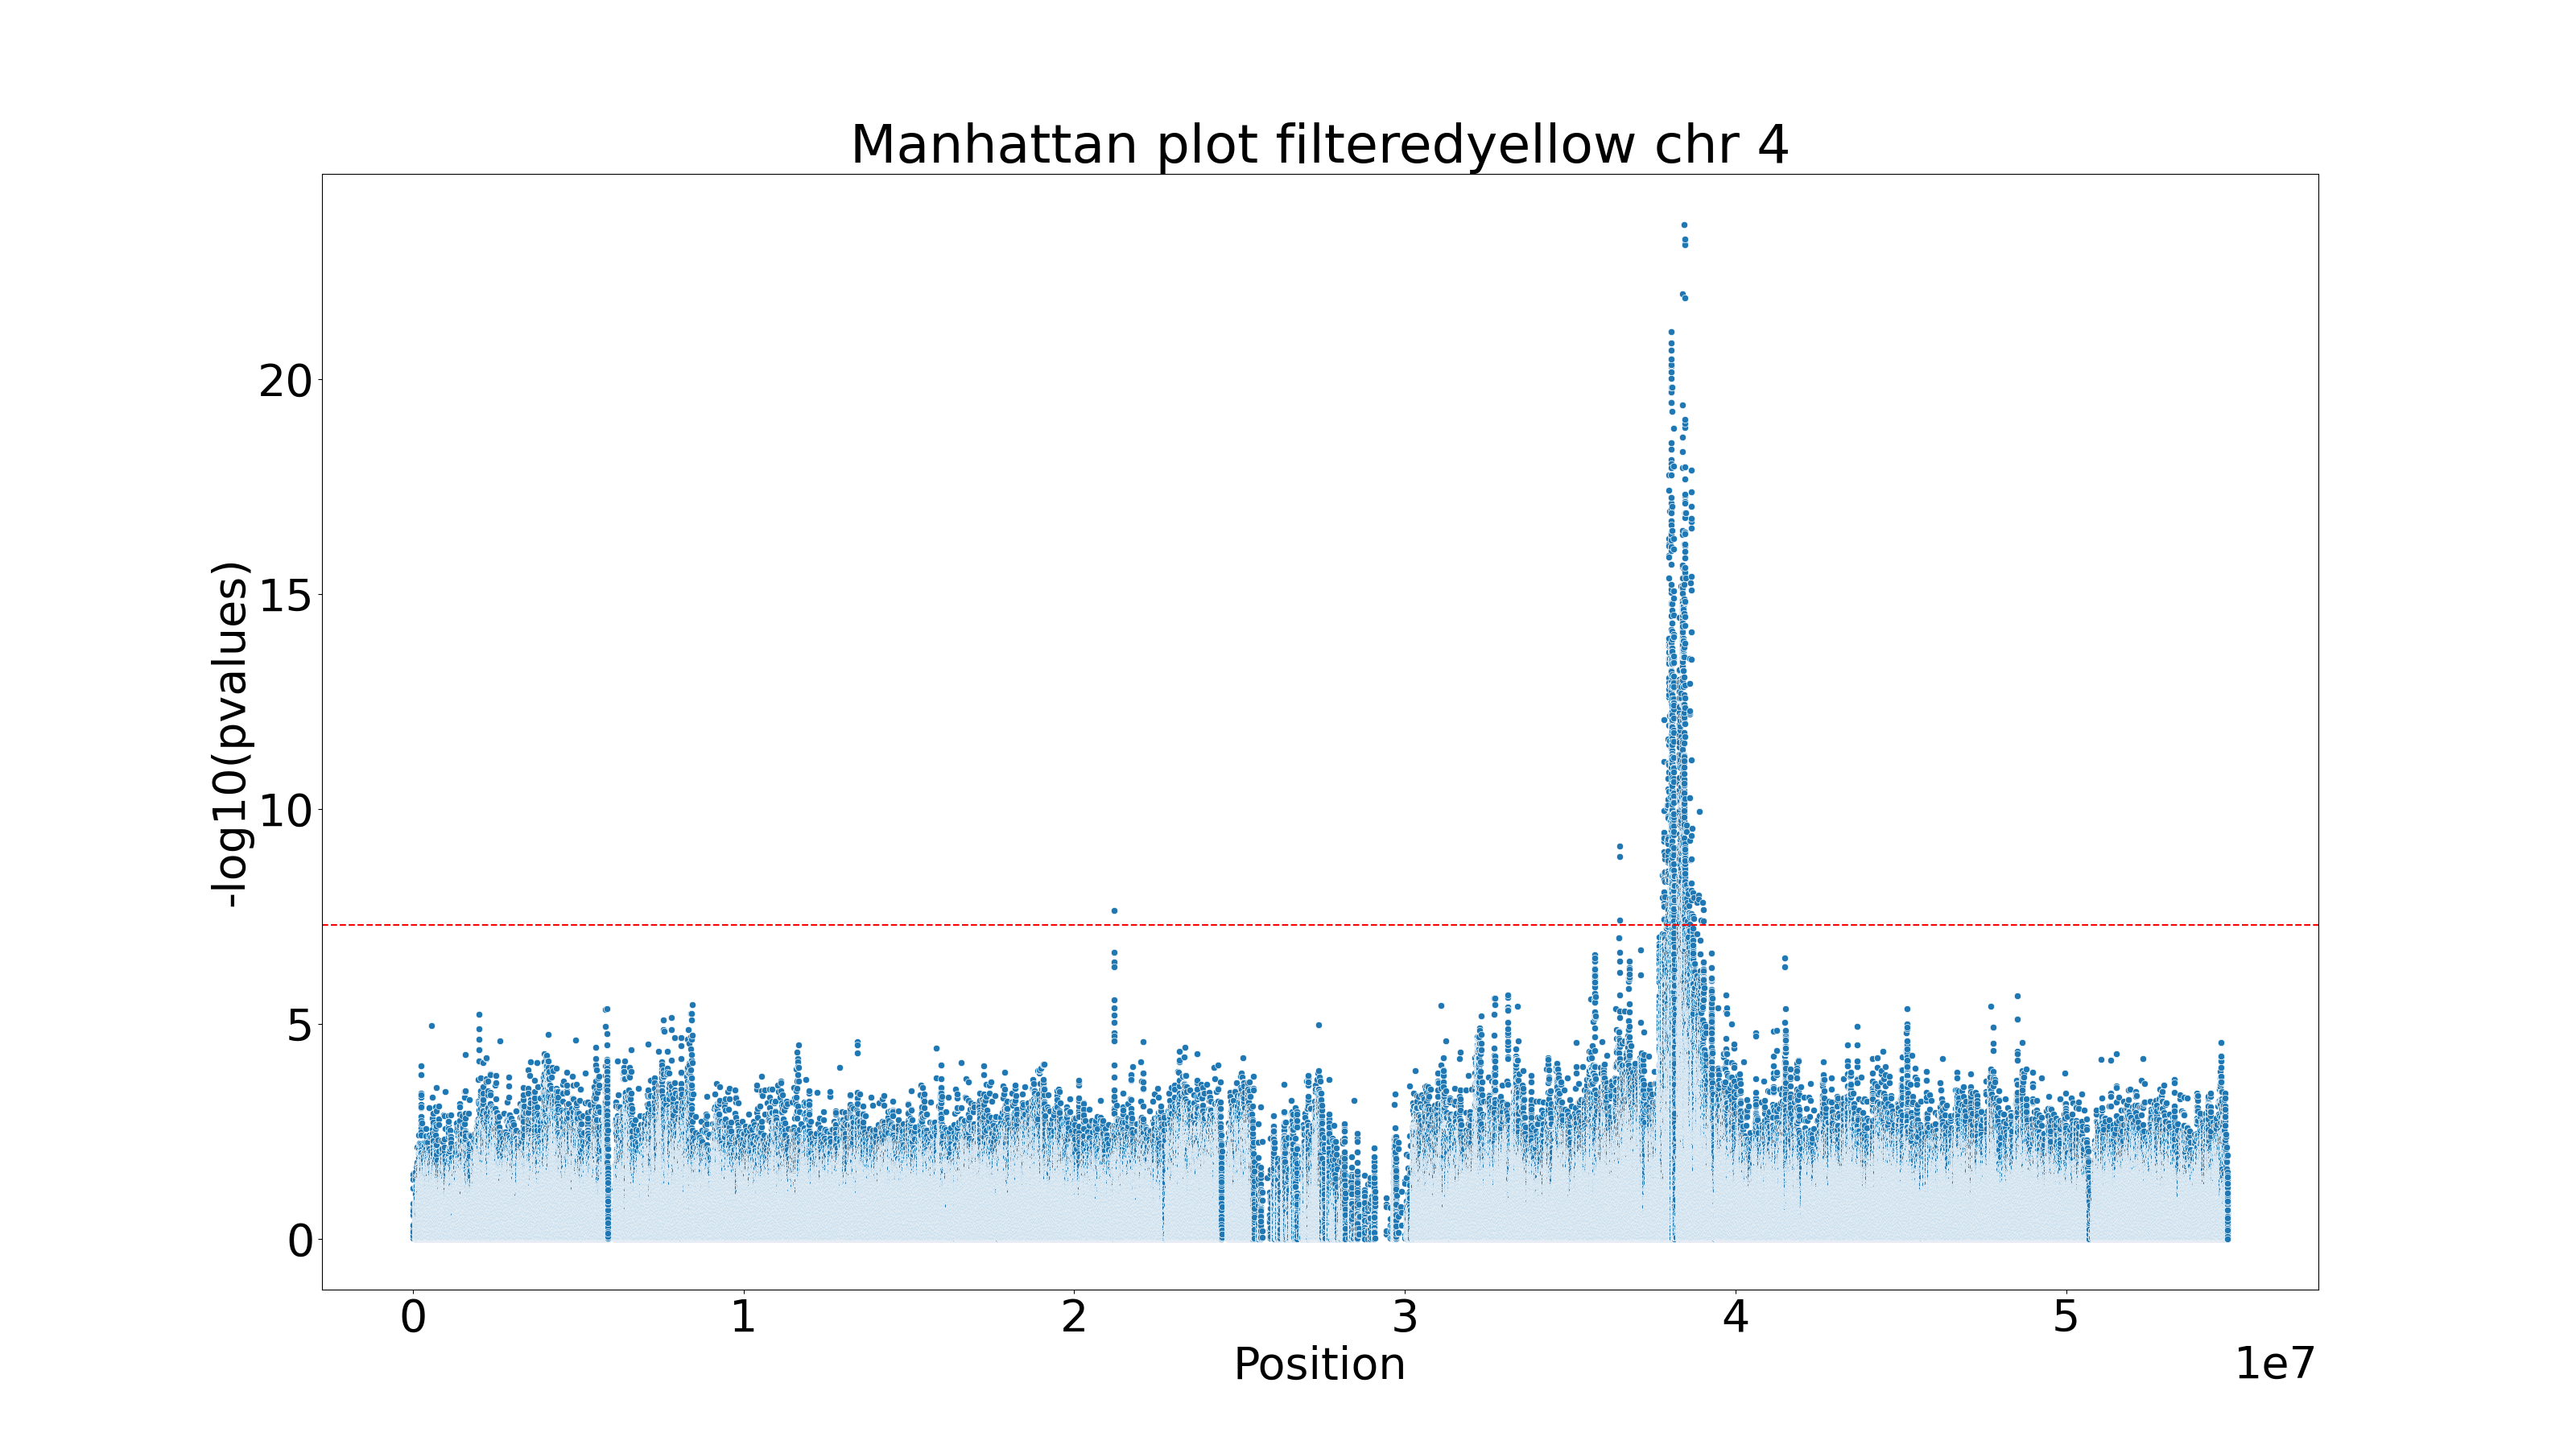 Manhattan plot filteredyellow chr 4
-log10(pvalues)
20
15
10
5
0
0 1 2 3 4 5
Position
1e7